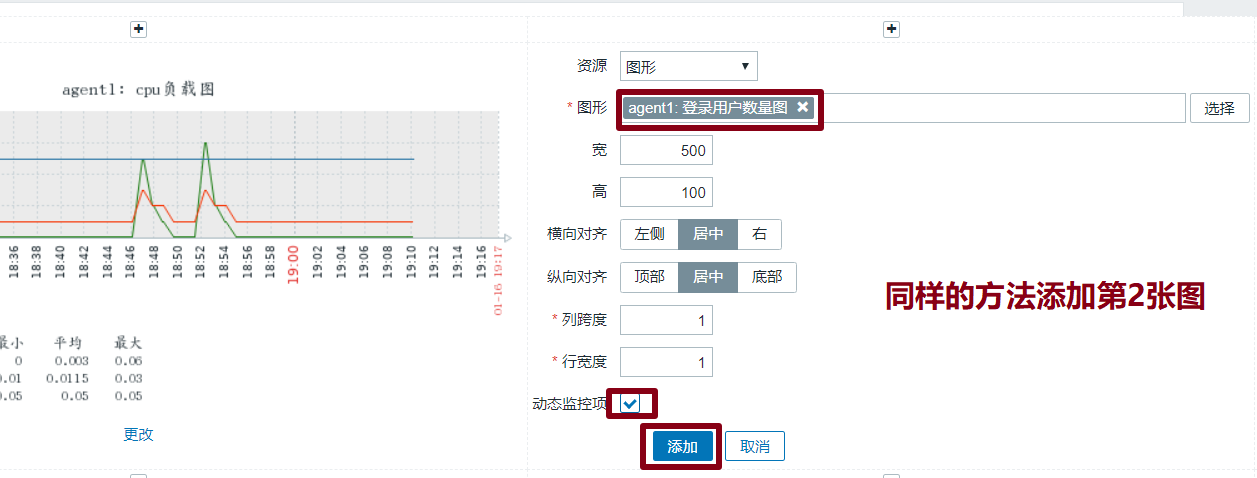 agent1: cpu负载图
18:36 18:38 18:40 18:42 18:44 18:46 18:48 18:50 18:52 18:54 18:56 18:58 19:00 19:02 19:04 19:06 19:08 19:10 19:12 19:14 19:16 01-16 19:17
最小 平均 最大
0 0.003 0.06
0.01 0.0115 0.03
0.05 0.05 0.05
更改
资源 图形
* 图形 agent1: 登录用户数量图 选择
宽 500
高 100
横向对齐 左侧 居中 右
纵向对齐 顶部 居中 底部
* 列跨度 1
* 行宽度 1
动态监控项
添加 取消
同样的方法添加第2张图